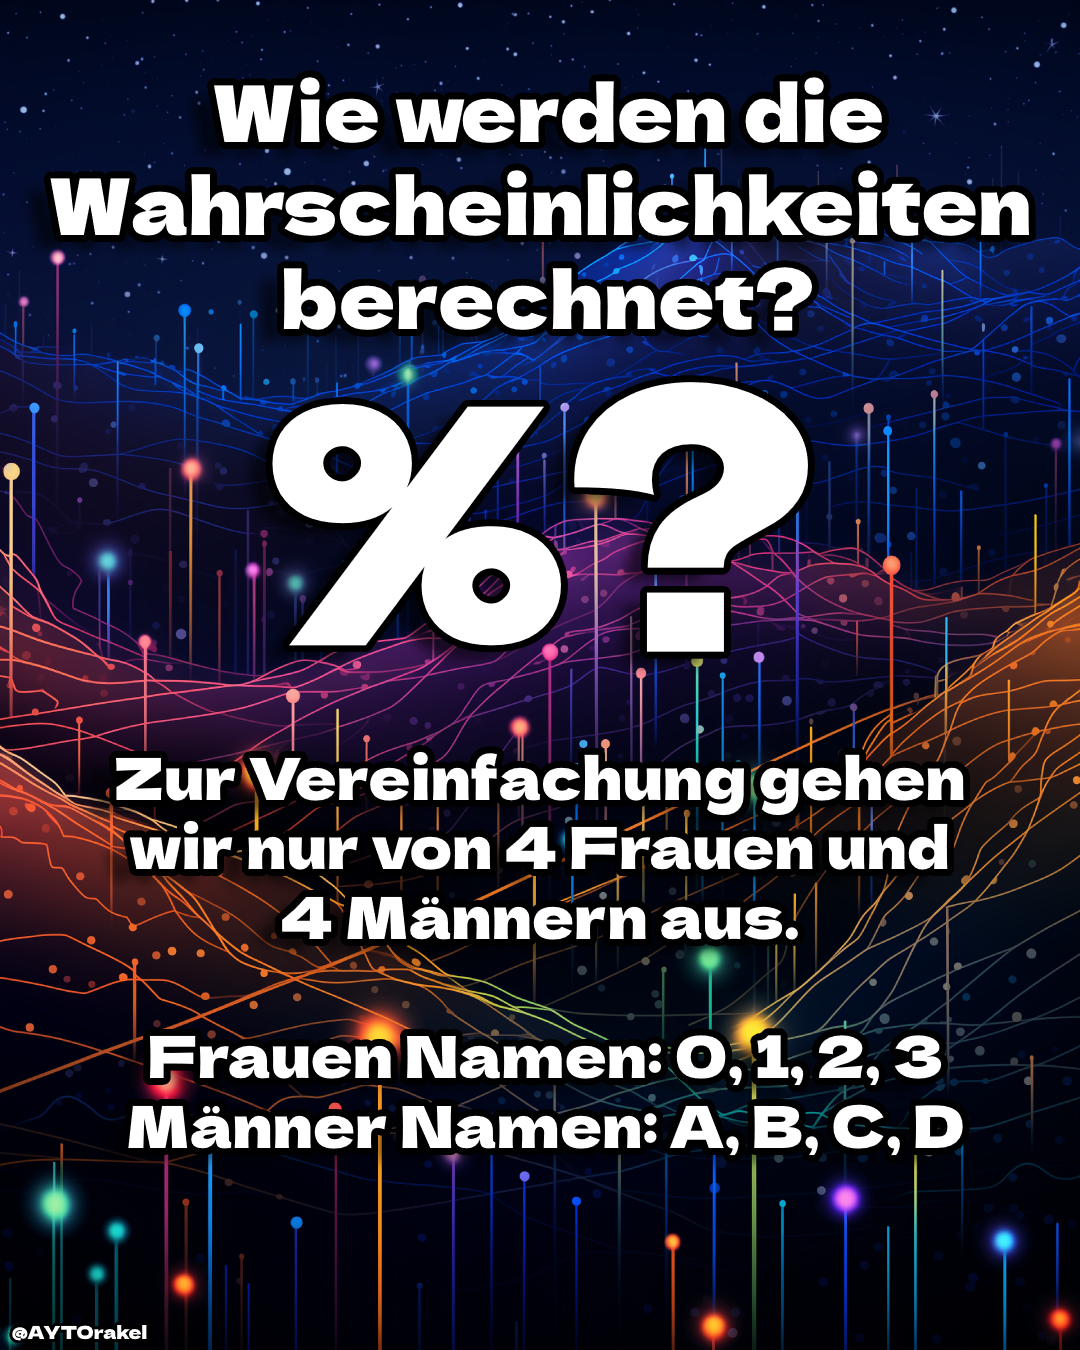 Wie werden die
Wahrscheinlichkeiten
berechnet?
%?
Zur Vereinfachung gehen
wir nur von 4 Frauen und
4 Männern aus.
Frauen Namen: 0, 1, 2, 3
Männer Namen: A, B, C, D
@AYTOrakel